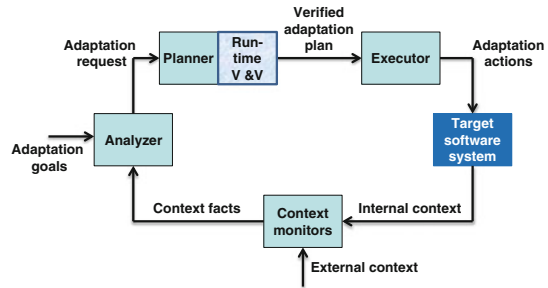 Adaptation
request
Planner
Run-
time
V &V
Verified
adaptation
plan
Executor
Adaptation
actions
Analyzer
Adaptation
goals
Target
software
system
Context facts
Context
monitors
Internal context
External context